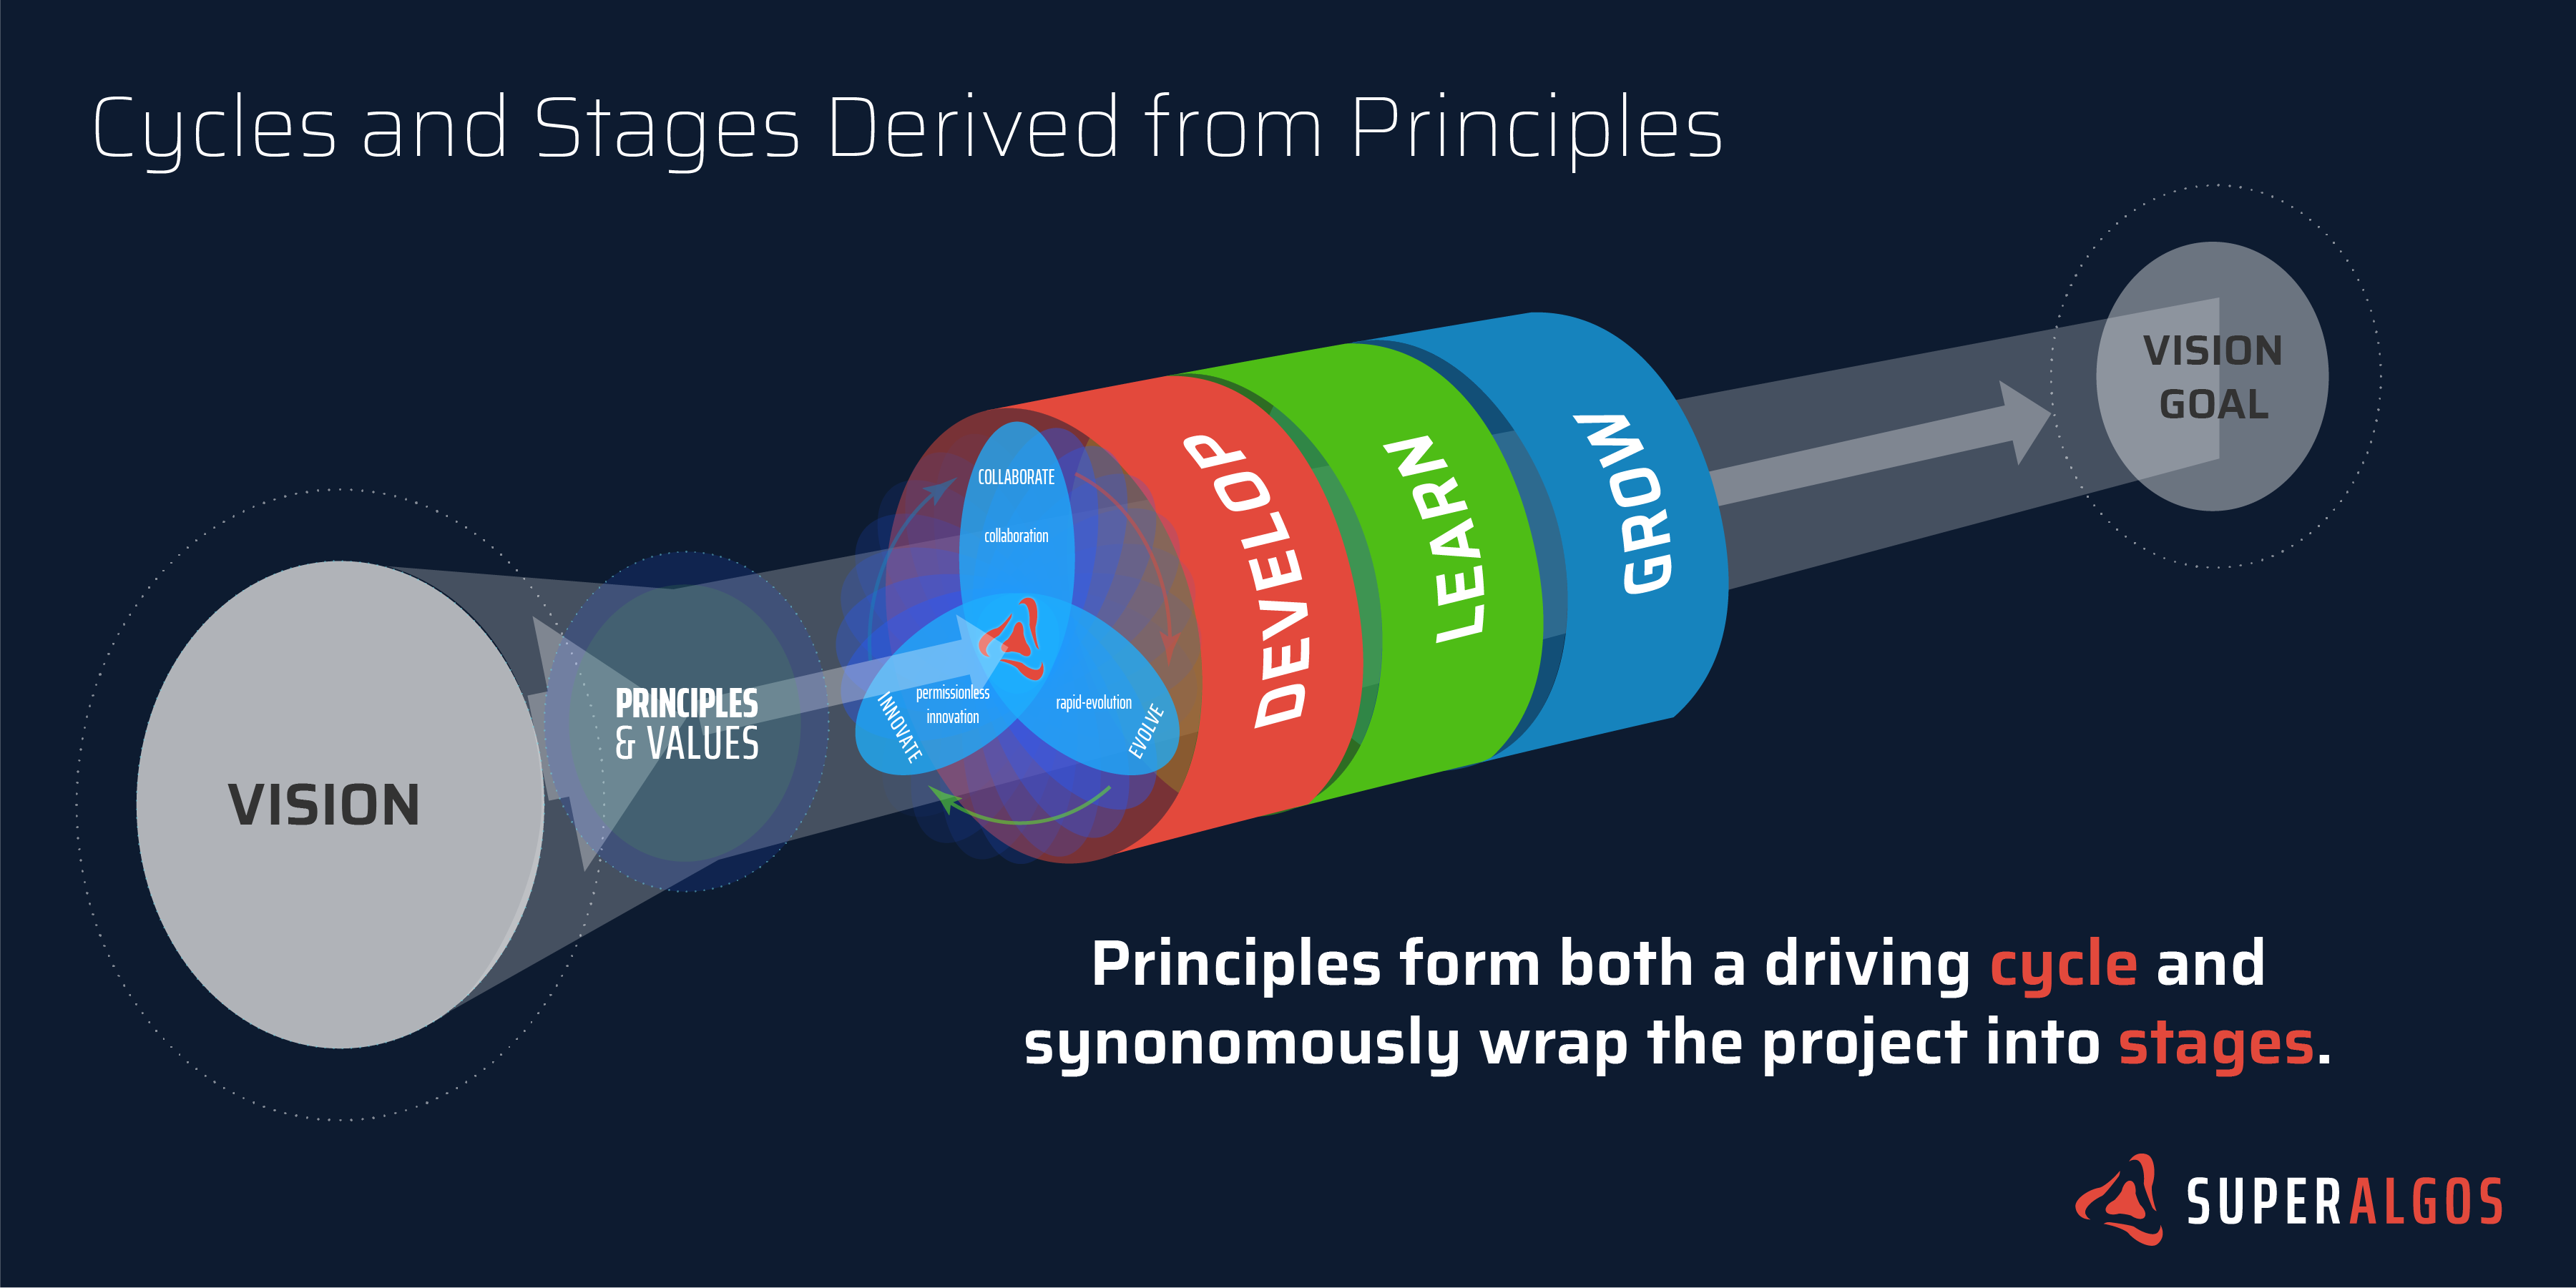 Cycles and Stages Derived from Principles
VISION
PRINCIPLES
& VALUES
COLLABORATE
collaboration
INNOVATE
permissionless
innovation
rapid-evolution
EVOLVE
DEVELOP
LEARN
GROW
VISION
GOAL
Principles form both a driving cycle and
synonomously wrap the project into stages.
SUPERALGOS